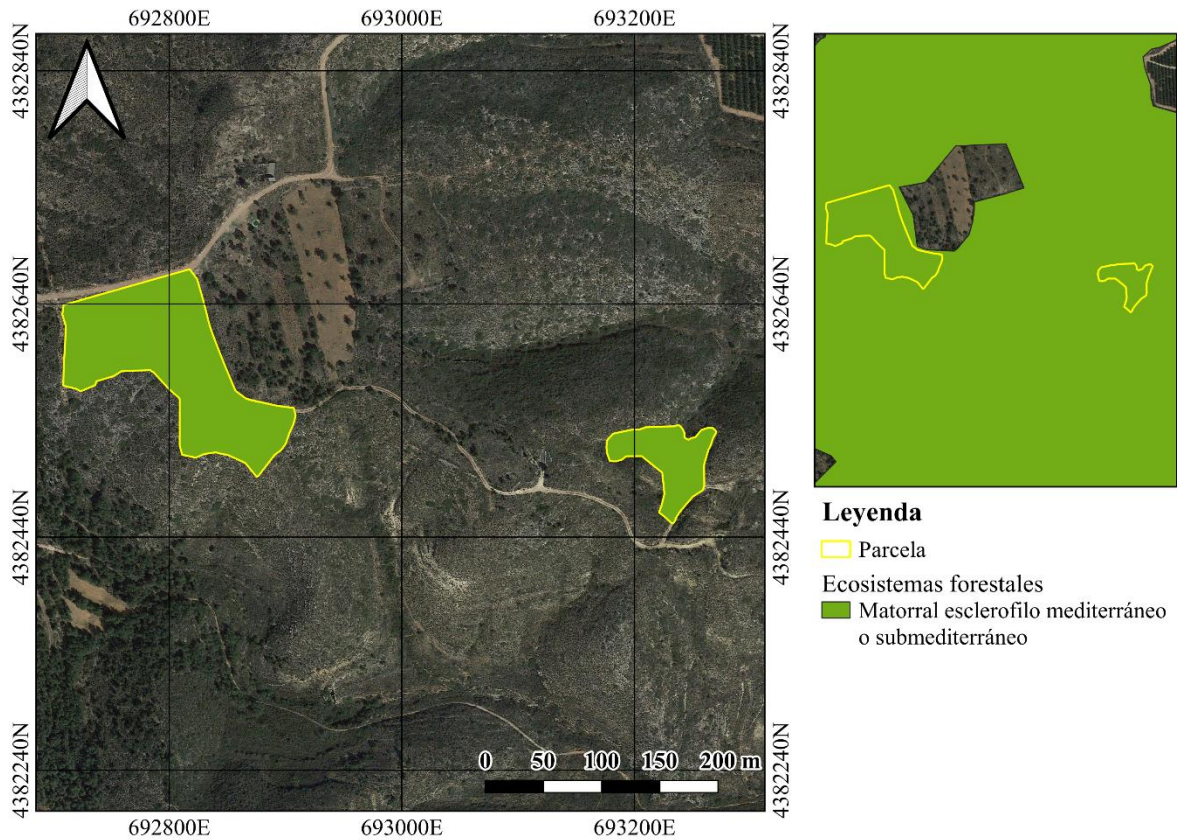 692800E 693000E 693200E
4382840N 4382840N
4382640N 4382640N
4382440N 4382440N
4382240N 4382240N
0 50 100 150 200 m
692800E 693000E 693200E
Leyenda
Parcela
Ecosistemas forestales
Matorral esclerofilo mediterráneo
o submediterráneo